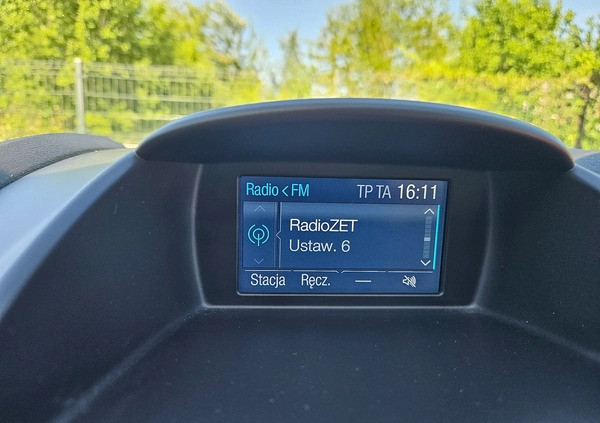 Radio < FM TP TA 16:11
RadioZET
Ustaw. 6
Stacja Ręcz. —